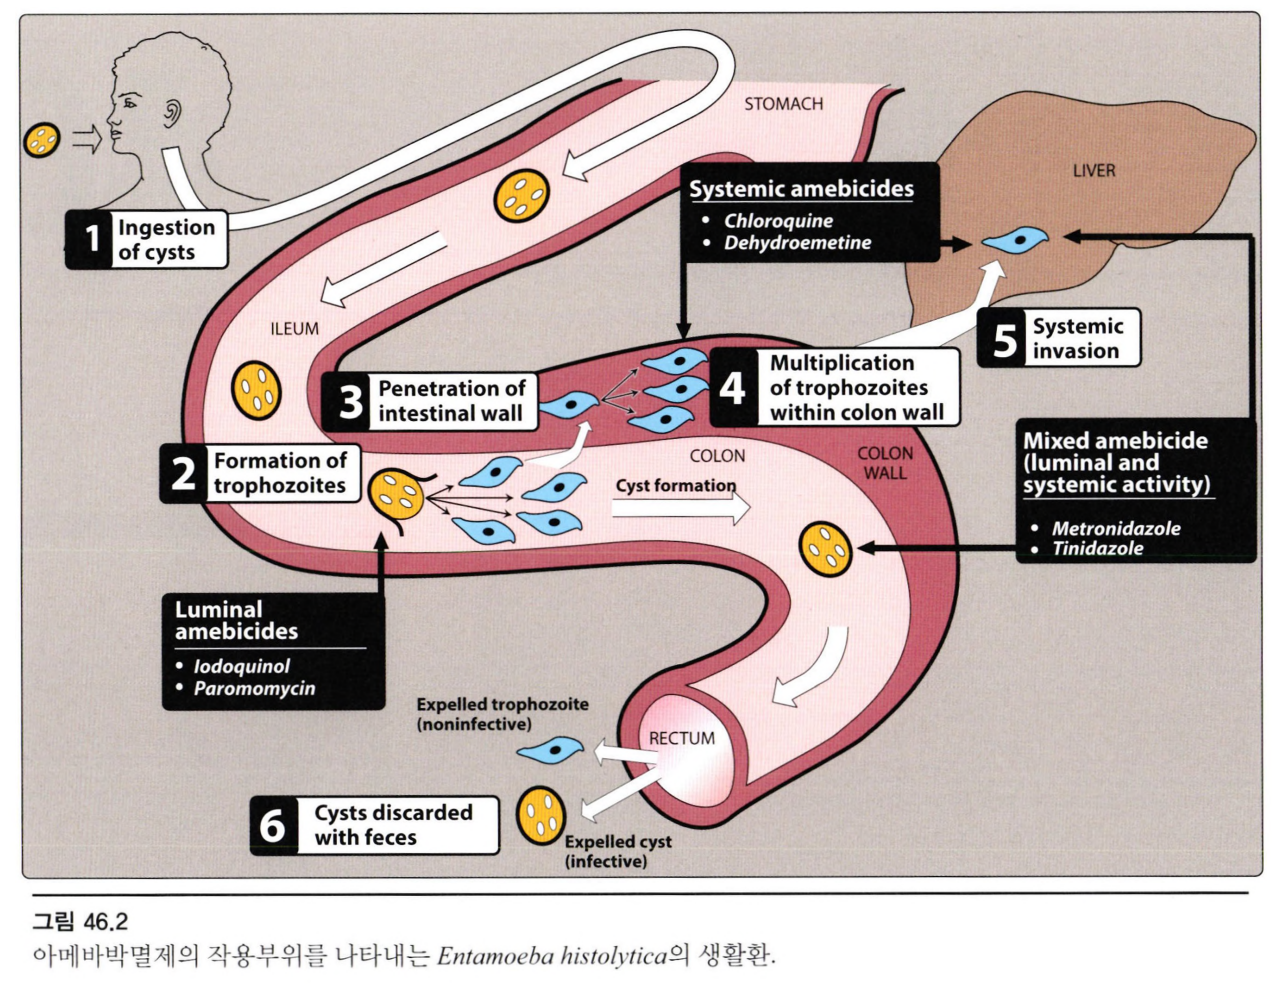 STOMACH
LIVER
Systemic amebicides
• Chloroquine
• Dehydroemetine
1 Ingestion
of cysts
ILEUM
5 Systemic
invasion
3 Penetration of
intestinal wall
4 Multiplication
of trophozoites
within colon wall
2 Formation of
trophozoites
COLON
COLON
WALL
Cyst formation
Mixed amebicide
(luminal and
systemic activity)
• Metronidazole
• Tinidazole
Luminal
amebicides
• Iodoquinol
• Paromomycin
Expelled trophozoite
(noninfective)
RECTUM
6 Cysts discarded
with feces
Expelled cyst
(infective)
그림 46.2
아메바박멸제의 작용부위를 나타내는 Entamoeba histolytica의 생활환.